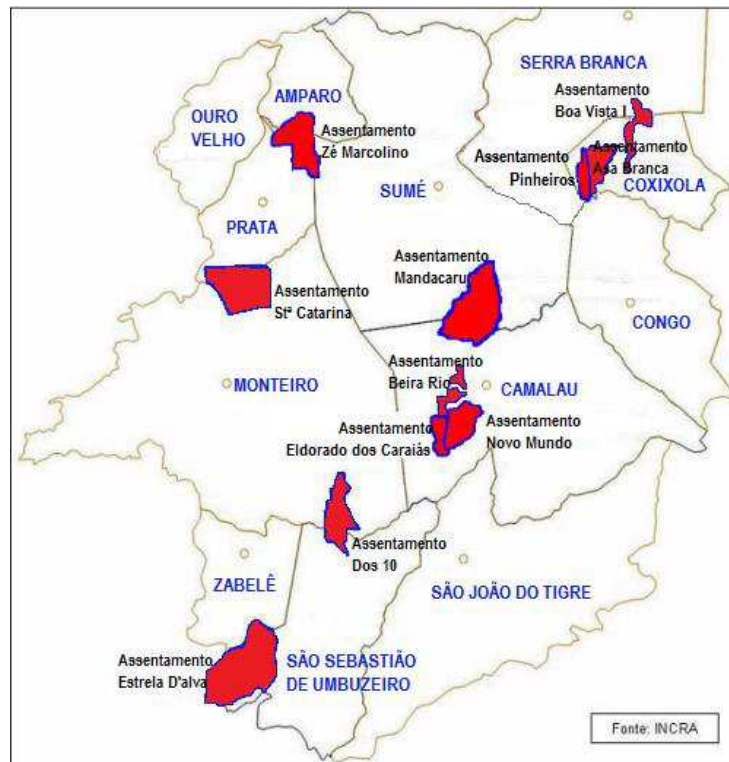 SERRA BRANCA
Assentamento
Boa Vista I
AMPARO
OURO
VELHO
Assentamento
Zé Marcolino
Assentamento
Pinheiros
Assentamento
Asa Branca
COXIXOLA
SUMÉ
PRATA
Assentamento
Mandacaru
Assentamento
Stª Catarina
CONGO
Assentamento
Beira Rio
MONTEIRO
CAMALAU
Assentamento
Eldorado dos Caraiás
Assentamento
Novo Mundo
Assentamento
Dos 10
ZABELÊ
SÃO JOÃO DO TIGRE
Assentamento
Estrela D'alva
SÃO SEBASTIÃO
DE UMBUZEIRO
Fonte: INCRA